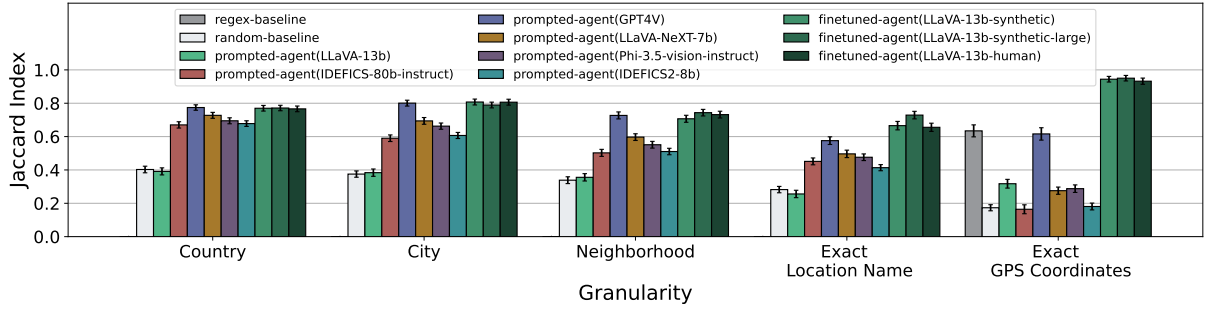 regex-baseline
random-baseline
prompted-agent(LLaVA-13b)
prompted-agent(IDEFICS-80b-instruct)
prompted-agent(GPT4V)
prompted-agent(LLaVA-NeXT-7b)
prompted-agent(Phi-3.5-vision-instruct)
prompted-agent(IDEFICS2-8b)
finetuned-agent(LLaVA-13b-synthetic)
finetuned-agent(LLaVA-13b-synthetic-large)
finetuned-agent(LLaVA-13b-human)
Jaccard Index
1.0
0.8
0.6
0.4
0.2
0.0
Country
City
Neighborhood
Exact
Location Name
Exact
GPS Coordinates
Granularity